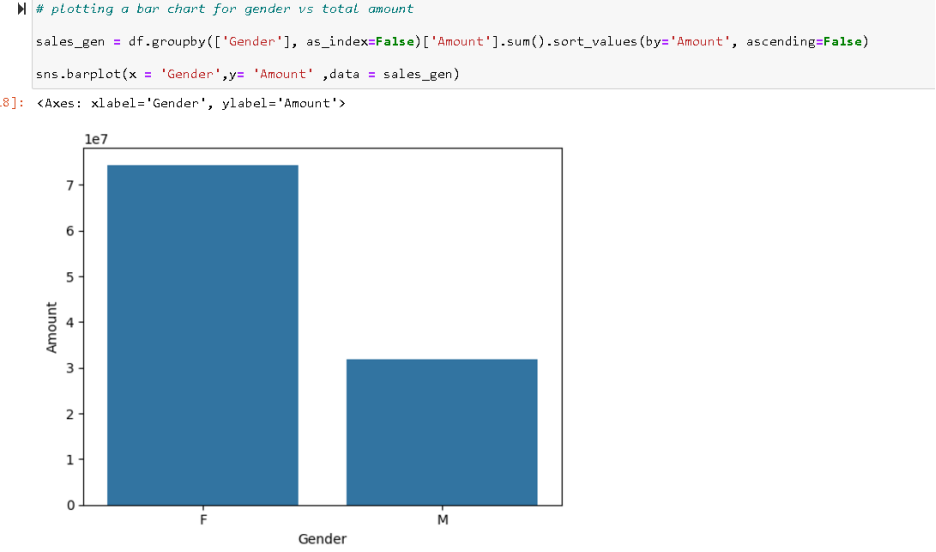 # plotting a bar chart for gender vs total amount
sales_gen = df.groupby(['Gender'], as_index=False)['Amount'].sum().sort_values(by='Amount', ascending=False)
sns.barplot(x = 'Gender',y= 'Amount' ,data = sales_gen)
8]: <Axes: xlabel='Gender', ylabel='Amount'>
1e7
7
6
5
4
3
2
1
0
Amount
F M
Gender